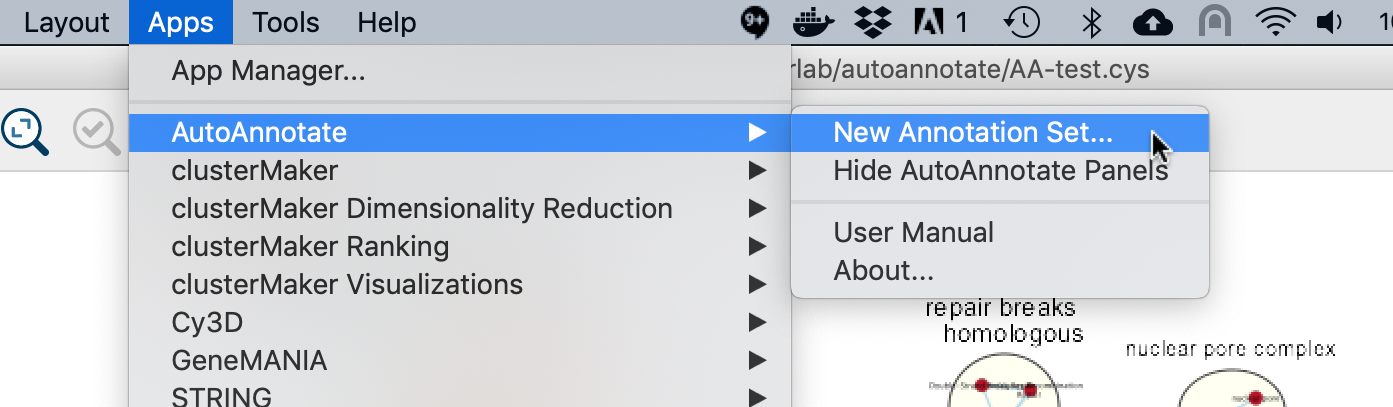 Layout Apps Tools Help 9+ 1 10
App Manager...
rlab/autoannotate/AA-test.cys
AutoAnnotate
clusterMaker
clusterMaker Dimensionality Reduction
clusterMaker Ranking
clusterMaker Visualizations
Cy3D
GeneMANIA
STRING
New Annotation Set...
Hide AutoAnnotate Panels
User Manual
About...
repair breaks
homologous
nuclear pore complex